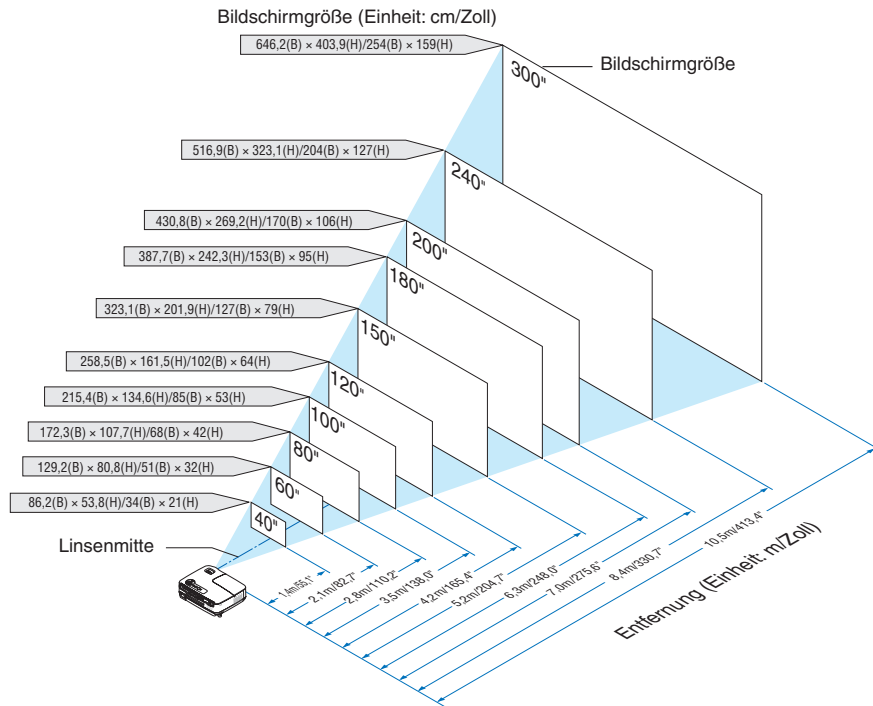 Bildschirmgröße (Einheit: cm/Zoll)
646,2(B) × 403,9(H)/254(B) × 159(H)
Bildschirmgröße
300"
516,9(B) × 323,1(H)/204(B) × 127(H)
240"
430,8(B) × 269,2(H)/170(B) × 106(H)
200"
387,7(B) × 242,3(H)/153(B) × 95(H)
180"
323,1(B) × 201,9(H)/127(B) × 79(H)
150"
258,5(B) × 161,5(H)/102(B) × 64(H)
120"
215,4(B) × 134,6(H)/85(B) × 53(H)
100"
172,3(B) × 107,7(H)/68(B) × 42(H)
80"
129,2(B) × 80,8(H)/51(B) × 32(H)
60"
86,2(B) × 53,8(H)/34(B) × 21(H)
40"
Linsenmitte
1,4m/55,1"
2,1m/82,7"
2,8m/110,2"
3,5m/138,0"
4,2m/165,4"
5,2m/204,7"
6,3m/248,0"
7,0m/275,6"
8,4m/330,7"
10,5m/413,4"
Entfernung (Einheit: m/Zoll)